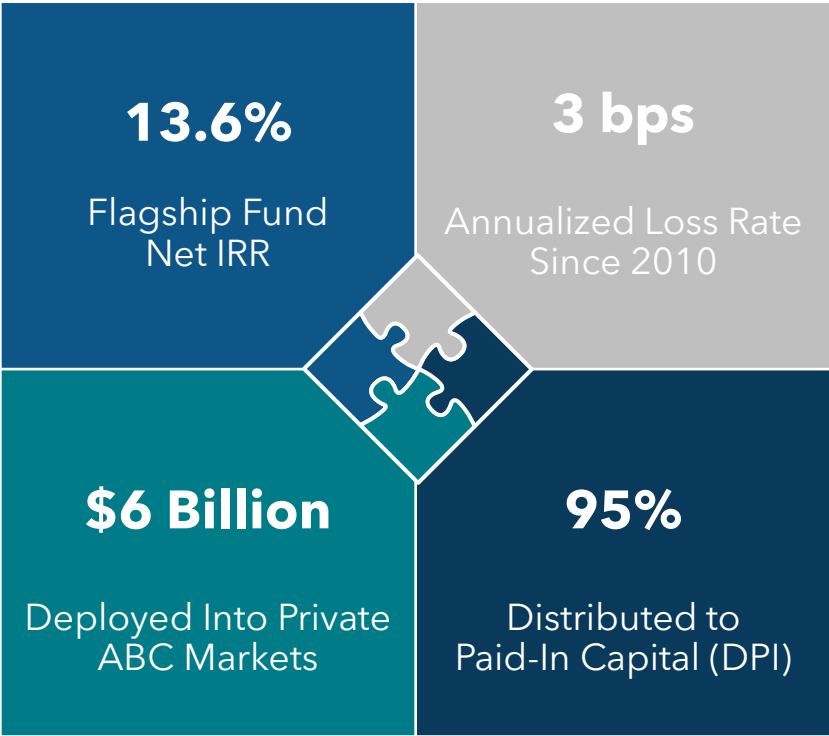 13.6%
Flagship Fund
Net IRR
3 bps
Annualized Loss Rate
Since 2010
$6 Billion
Deployed Into Private
ABC Markets
95%
Distributed to
Paid-In Capital (DPI)